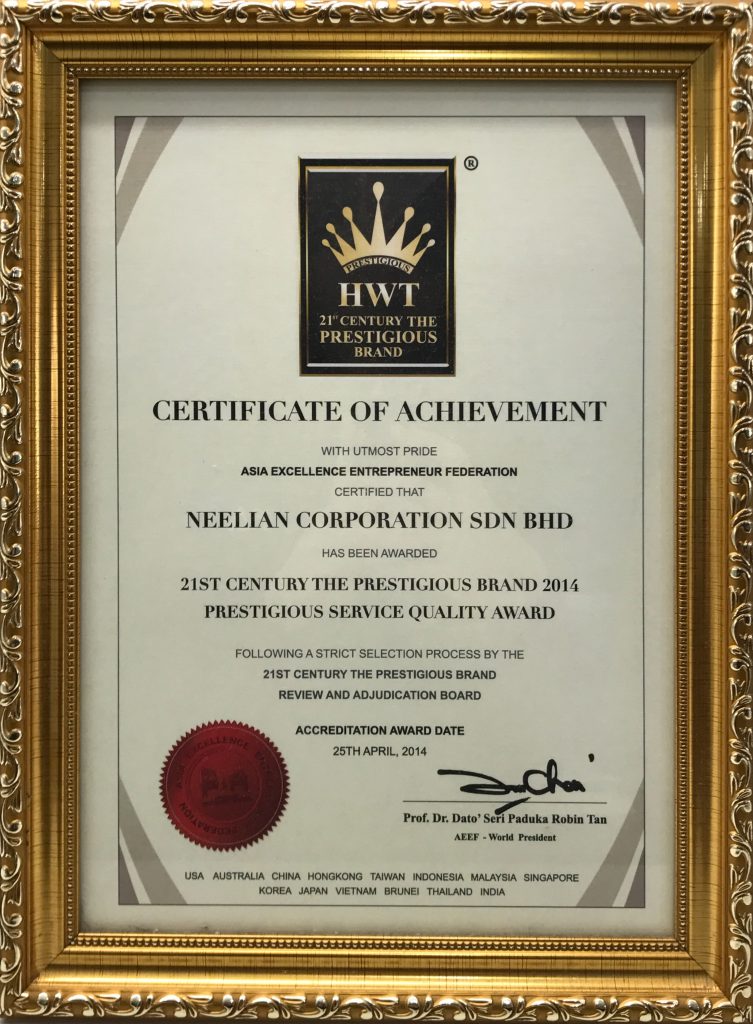 ®
PRESTIGIOUS
HWT
21ST CENTURY THE
PRESTIGIOUS
BRAND
CERTIFICATE OF ACHIEVEMENT
WITH UTMOST PRIDE
ASIA EXCELLENCE ENTREPRENEUR FEDERATION
CERTIFIED THAT
NEELIAN CORPORATION SDN BHD
HAS BEEN AWARDED
21ST CENTURY THE PRESTIGIOUS BRAND 2014
PRESTIGIOUS SERVICE QUALITY AWARD
FOLLOWING A STRICT SELECTION PROCESS BY THE
21ST CENTURY THE PRESTIGIOUS BRAND
REVIEW AND ADJUDICATION BOARD
ACCREDITATION AWARD DATE
25TH APRIL, 2014
ASIA EXCELLENCE
FEDERATION
Prof. Dr. Dato' Seri Paduka Robin Tan
AEEF - World President
USA AUSTRALIA CHINA HONGKONG TAIWAN INDONESIA MALAYSIA SINGAPORE
KOREA JAPAN VIETNAM BRUNEI THAILAND INDIA